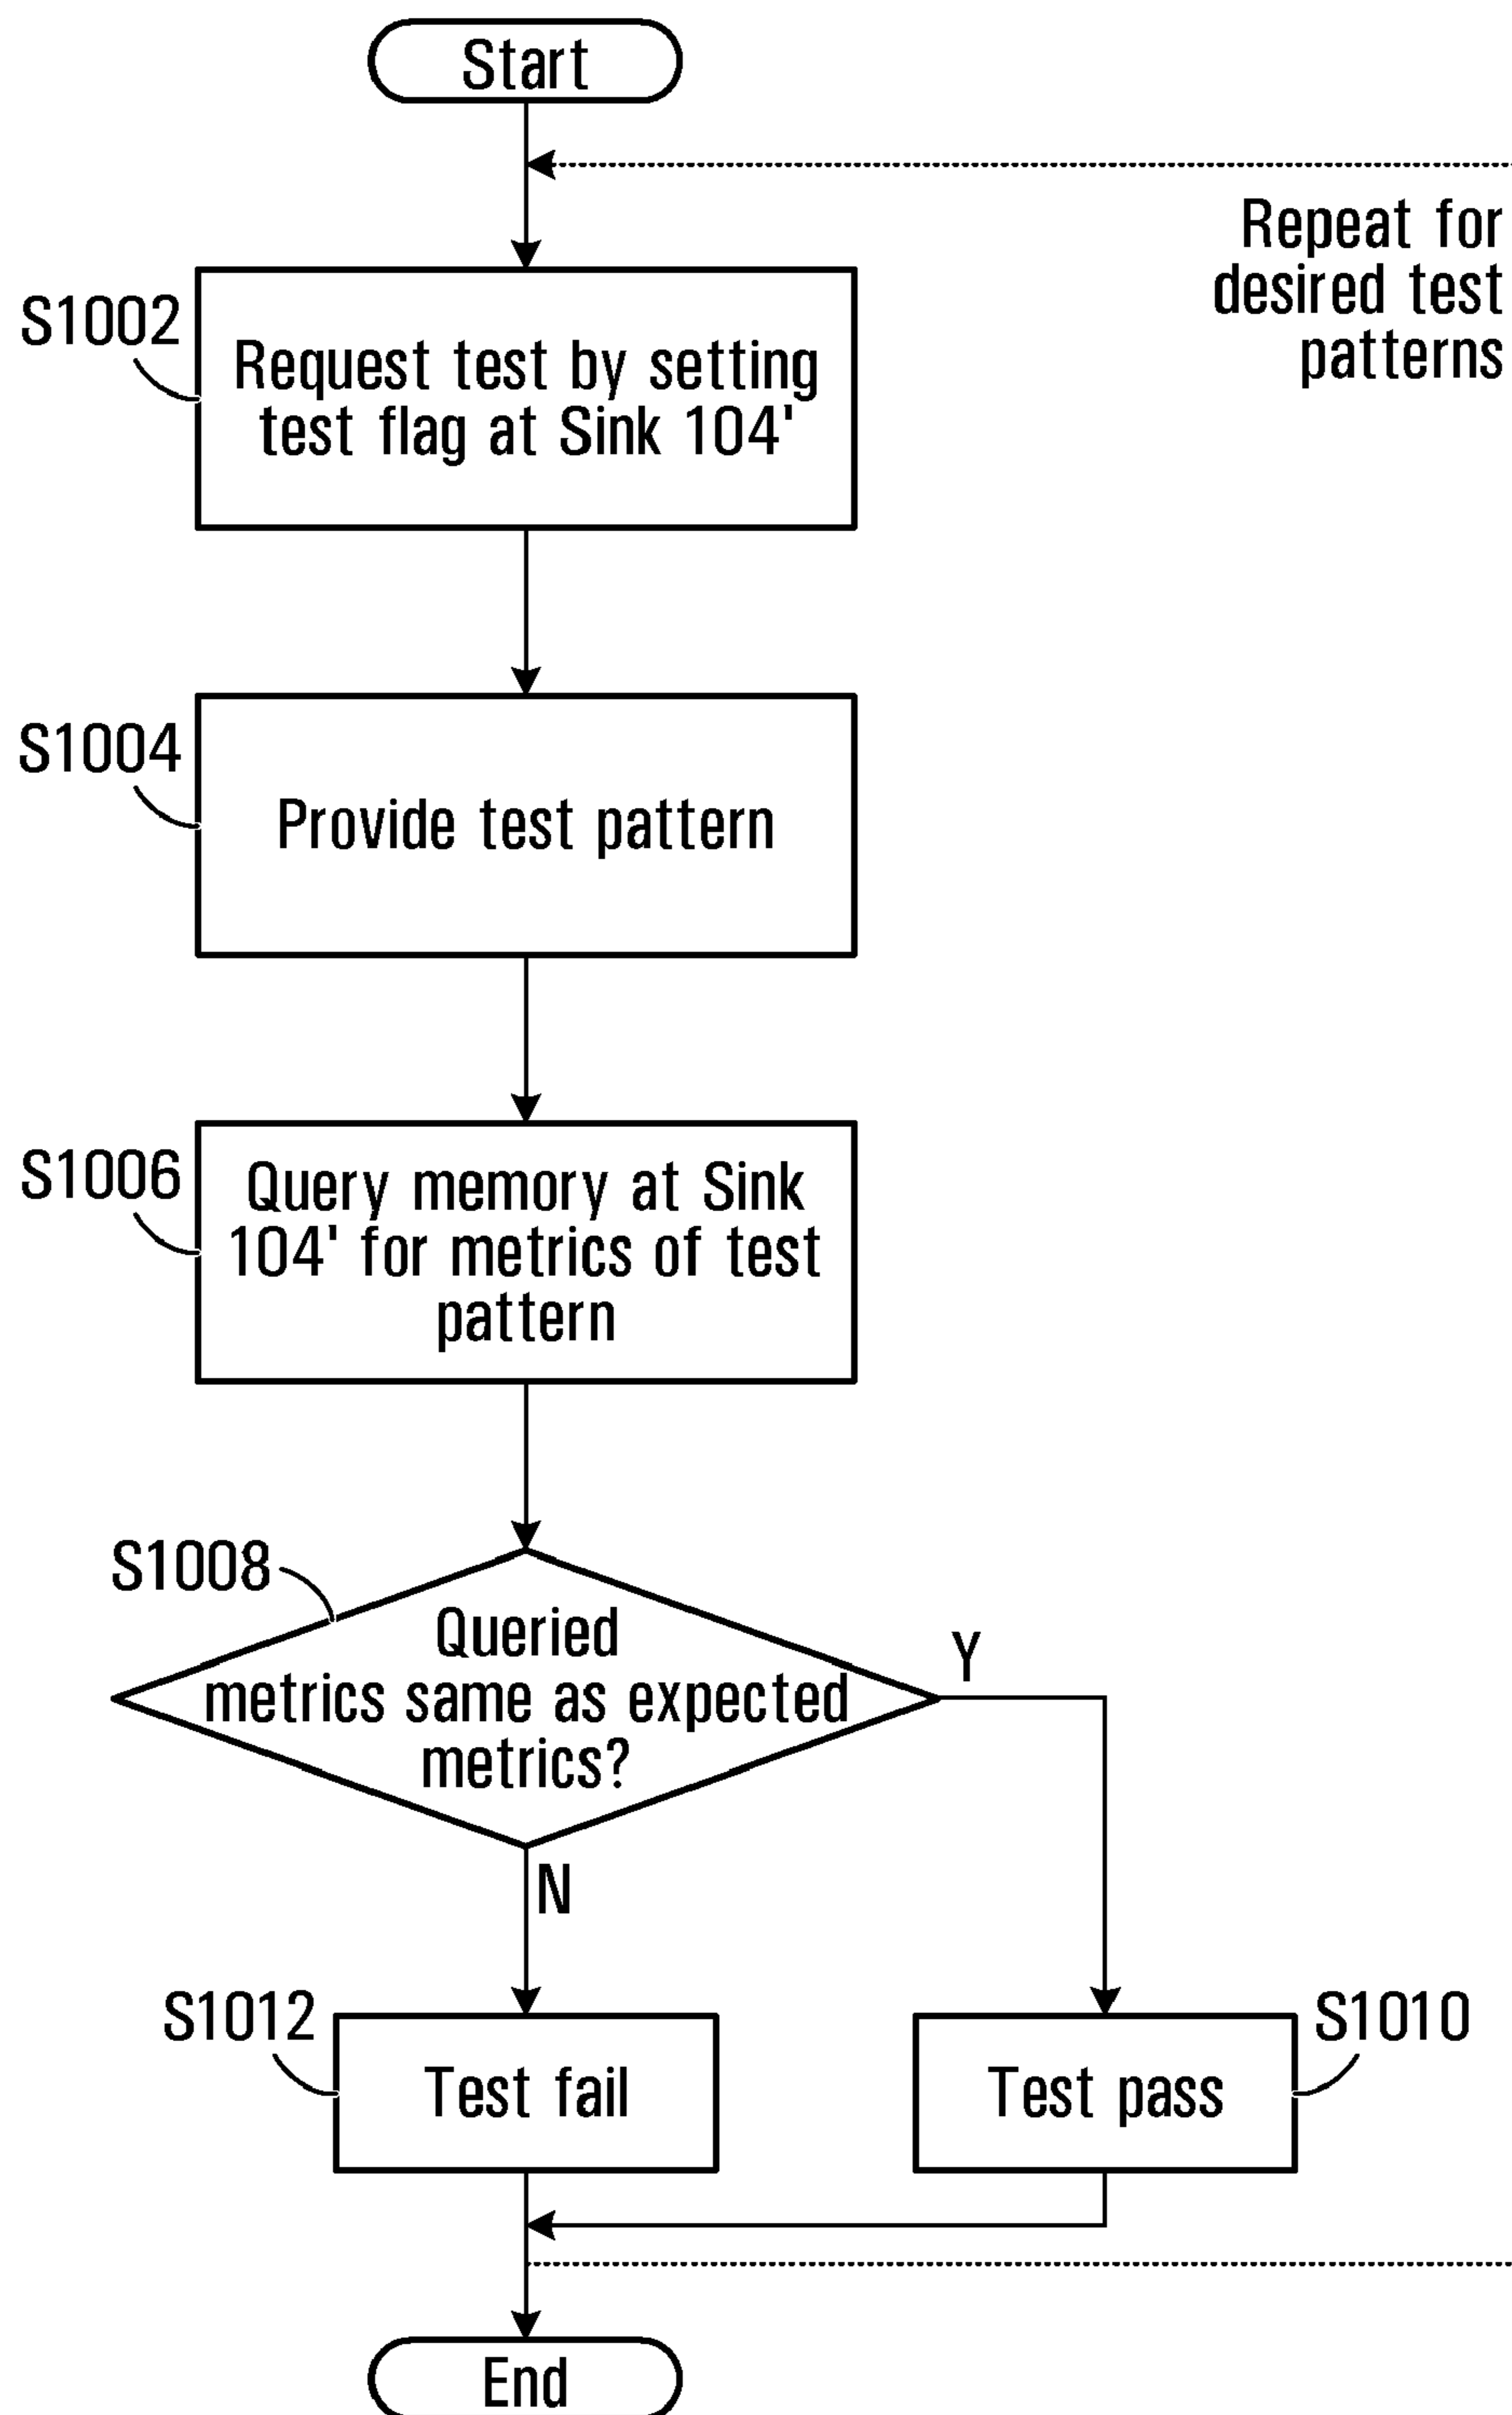 Start
Repeat for
desired test
patterns
S1002
Request test by setting
test flag at Sink 104'
S1004
Provide test pattern
S1006
Query memory at Sink
104' for metrics of test
pattern
S1008
Queried
metrics same as expected
metrics?
Y
N
S1012
Test fail
S1010
Test pass
End